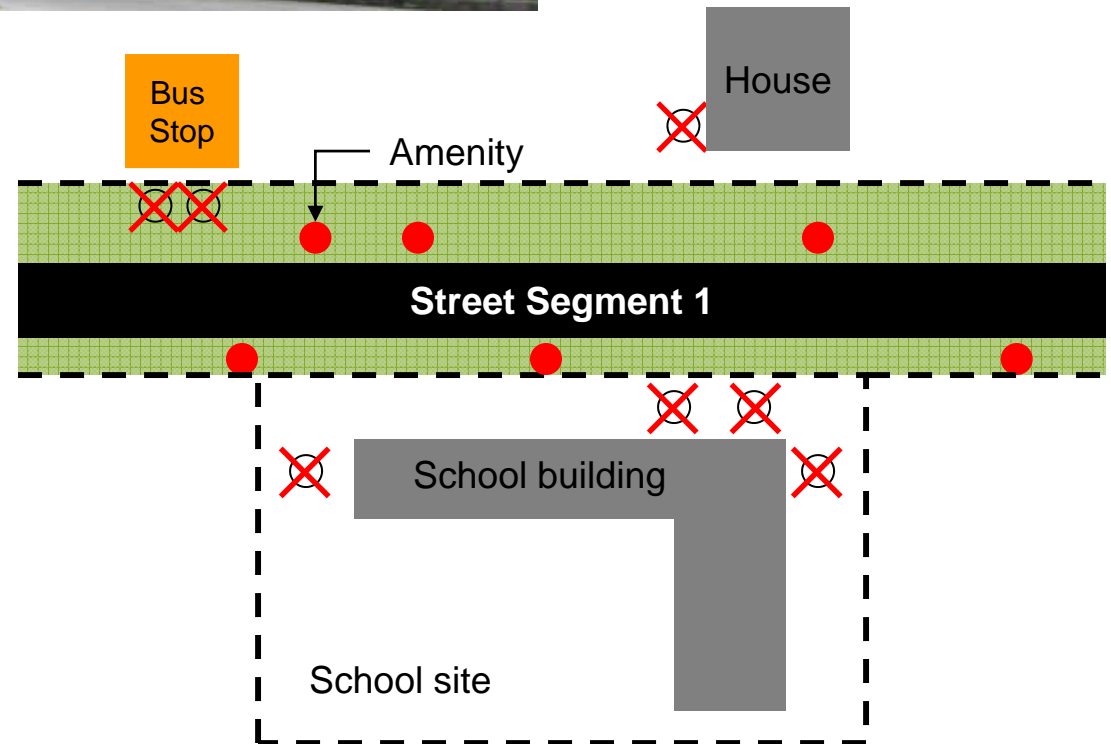 House
Bus
Stop
Amenity
Street Segment 1
School building
School site